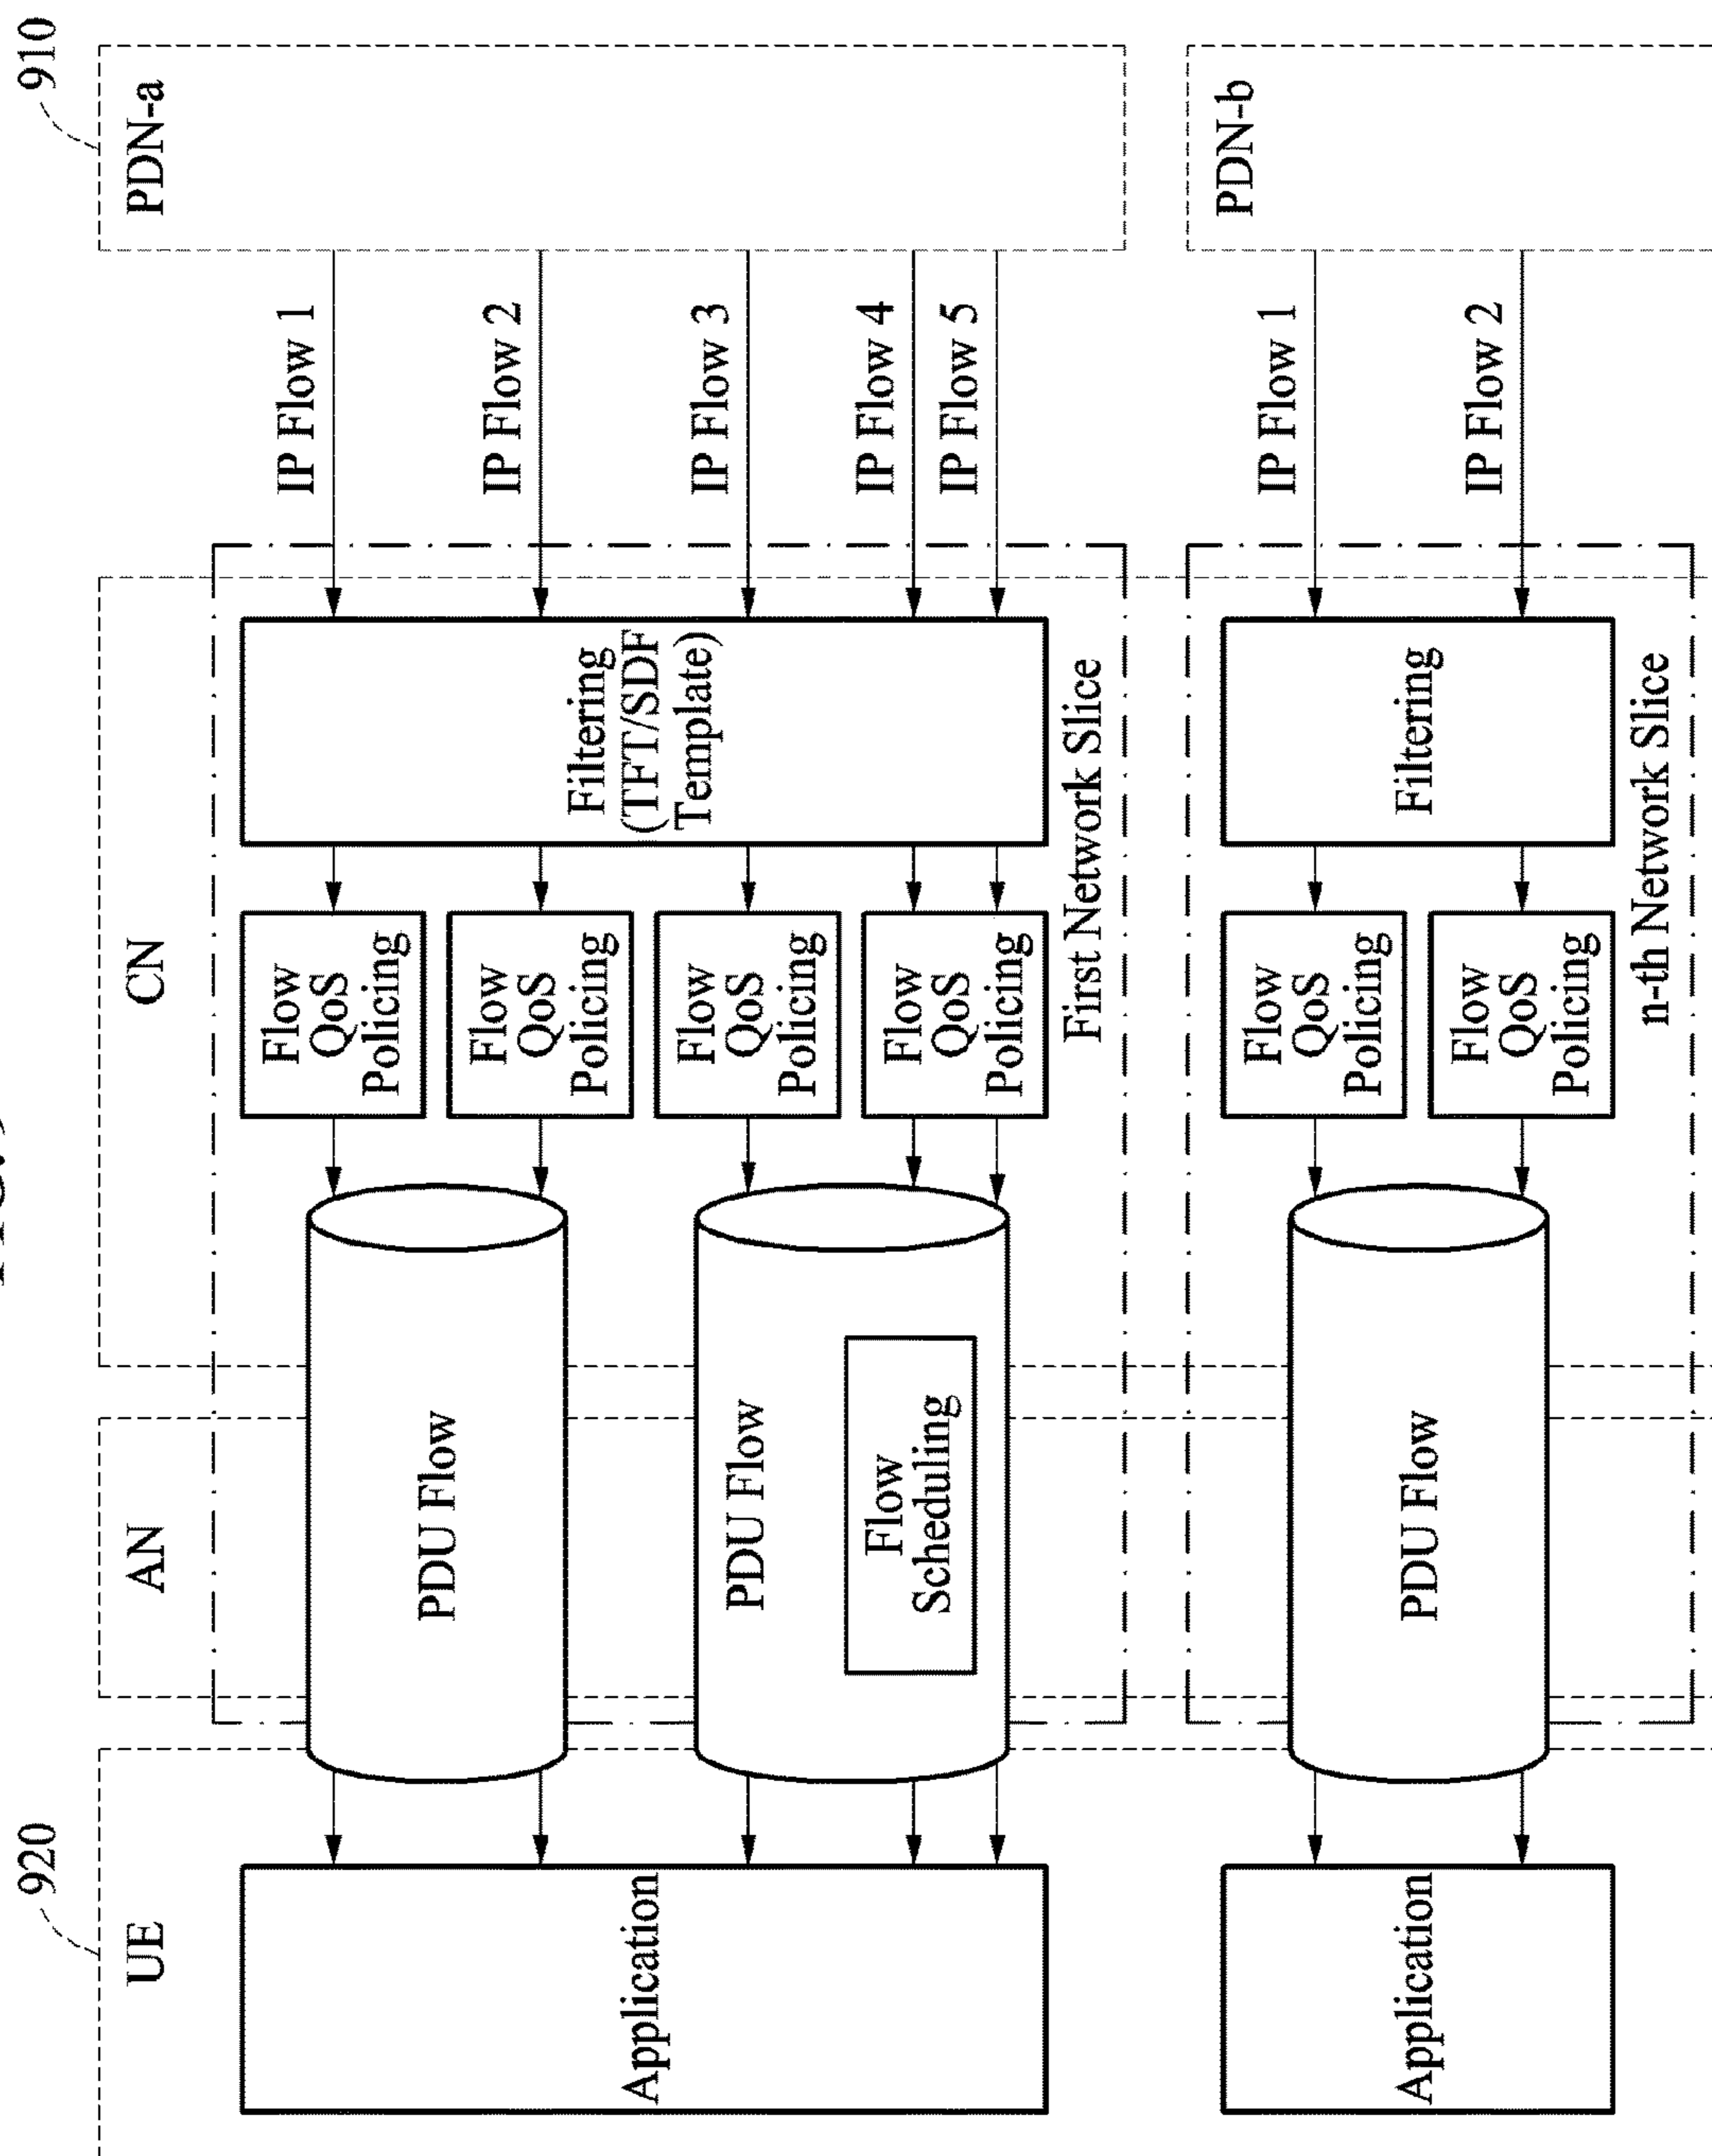 920
910
UE
AN
CN
PDN-a
Application
PDU Flow
PDU Flow
Flow
Scheduling
Flow
QoS
Policing
Flow
QoS
Policing
Flow
QoS
Policing
Flow
QoS
Policing
Filtering
(TFT/SDF
Template)
IP Flow 1
IP Flow 2
IP Flow 3
IP Flow 4
IP Flow 5
First Network Slice
PDN-b
Application
PDU Flow
Flow
QoS
Policing
Flow
QoS
Policing
Filtering
IP Flow 1
IP Flow 2
n-th Network Slice